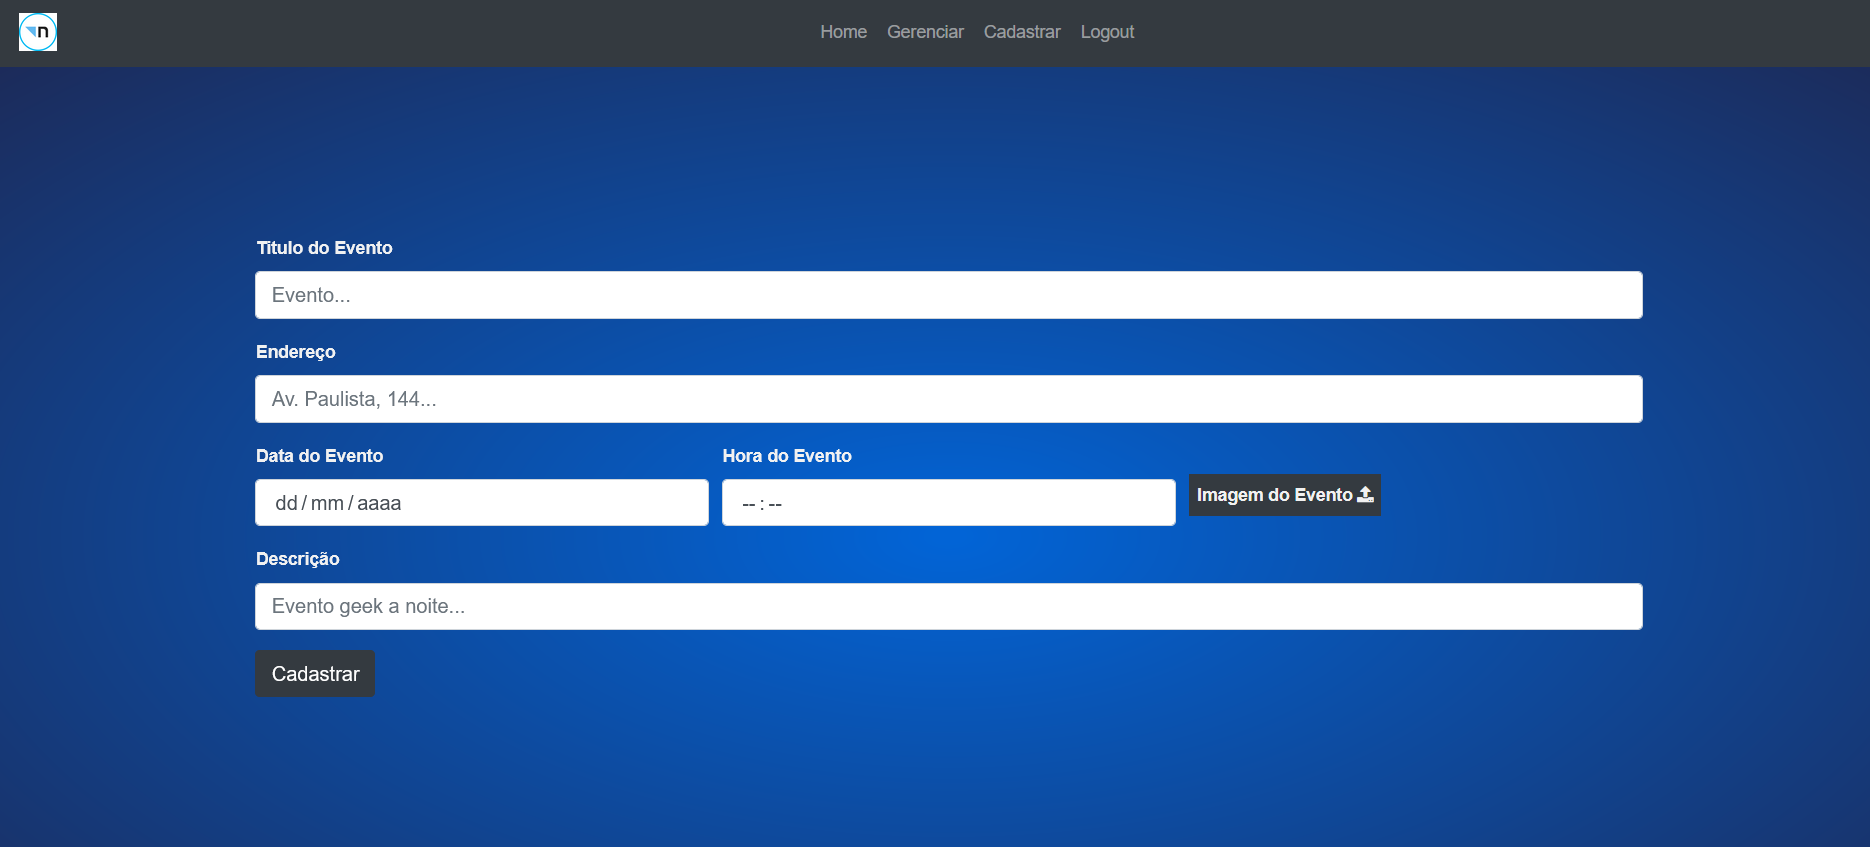 n
Home Gerenciar Cadastrar Logout
Titulo do Evento
Evento...
Endereço
Av. Paulista, 144...
Data do Evento Hora do Evento
dd/mm/aaaa --:-- Imagem do Evento
Descrição
Evento geek a noite...
Cadastrar